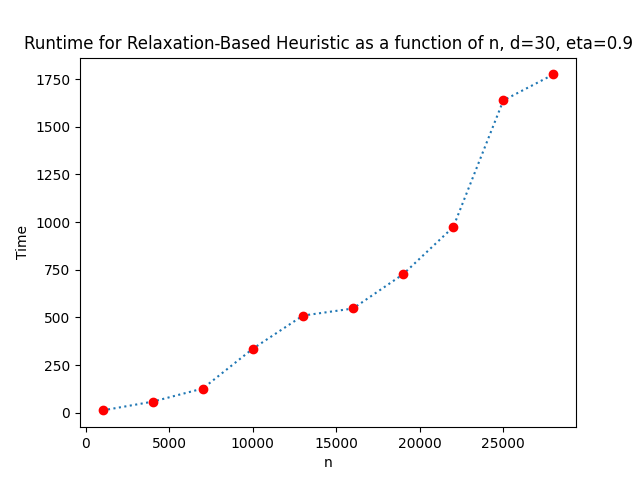 Runtime for Relaxation-Based Heuristic as a function of n, d=30, eta=0.9
1750
1500
1250
1000
750
500
250
0
Time
0 5000 10000 15000 20000 25000
n